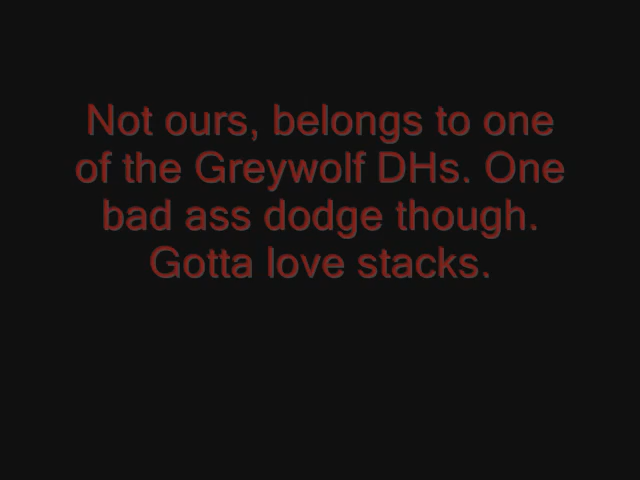 Not ours, belongs to one
of the Greywolf DHs. One
bad ass dodge though.
Gotta love stacks.